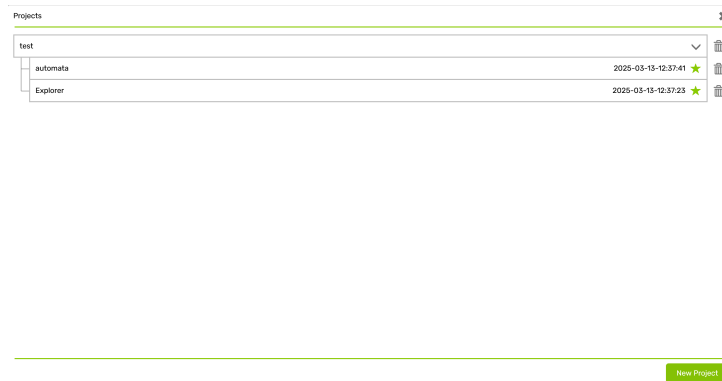 Projects
test
automata 2025-03-13-12:37:41
Explorer 2025-03-13-12:37:23
New Project